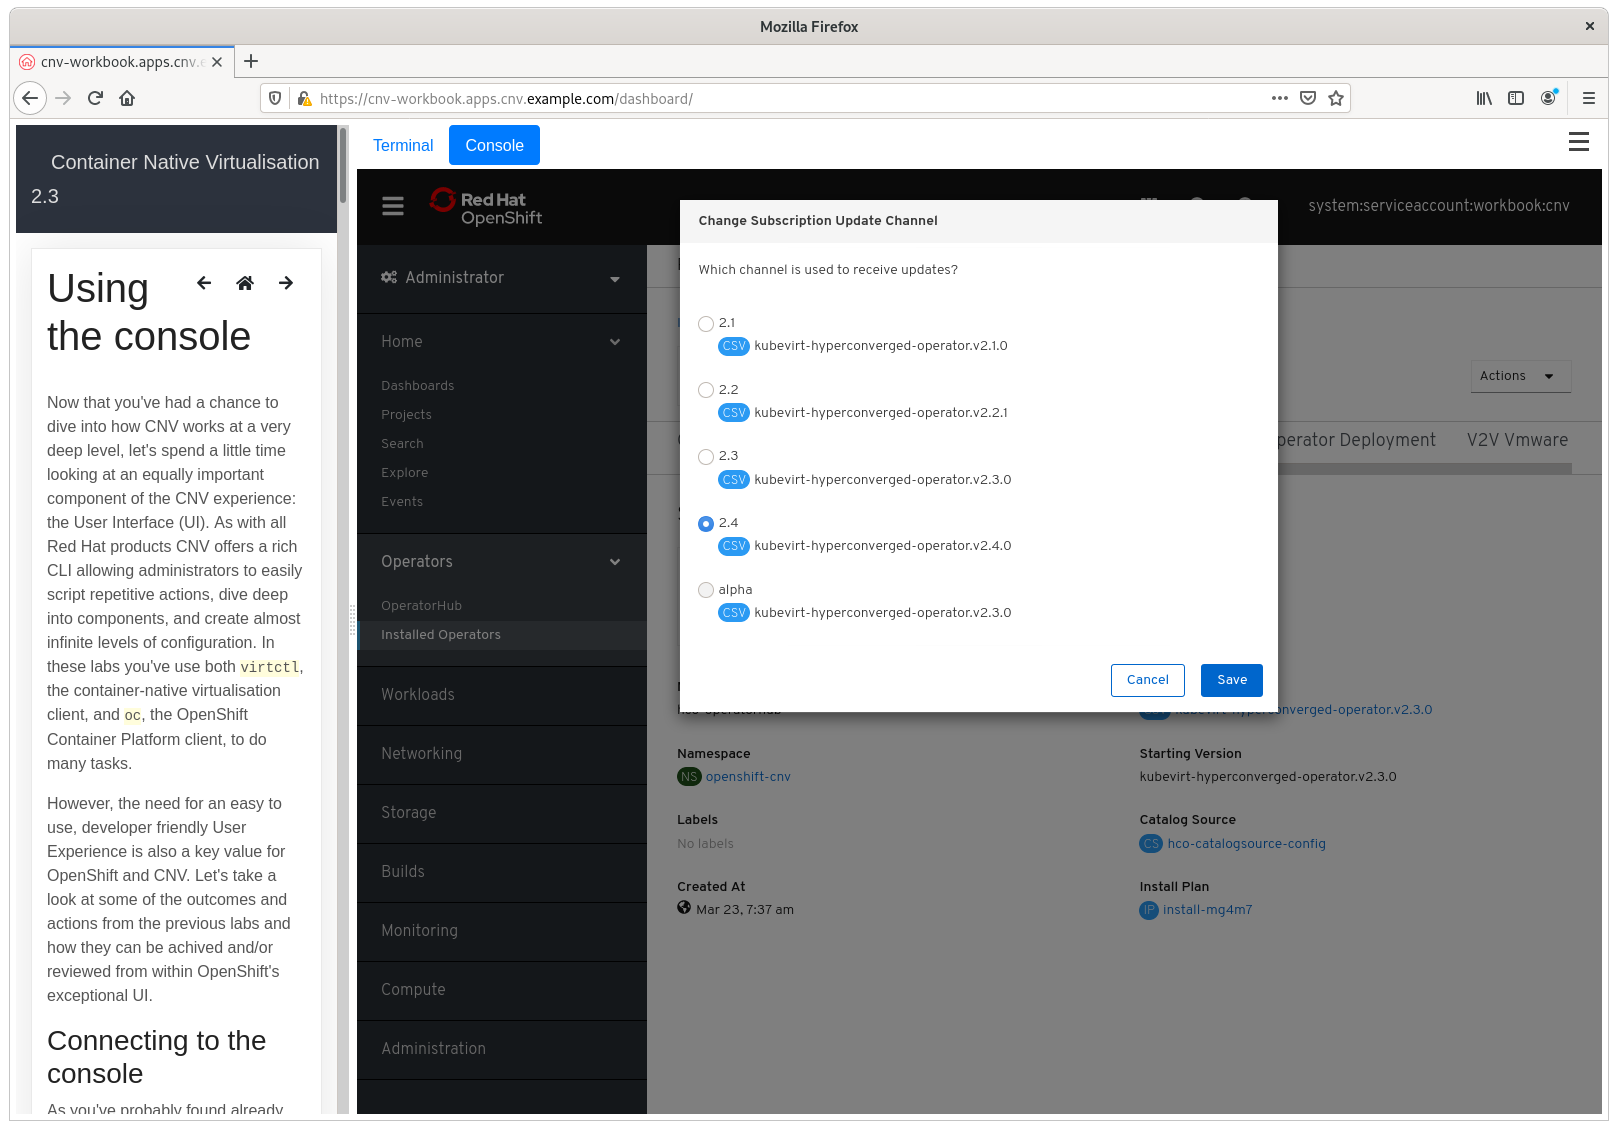 Mozilla Firefox
cnv-workbook.apps.cnv.e
https://cnv-workbook.apps.cnv.example.com/dashboard/
Container Native Virtualisation
2.3
Using
the console
Now that you've had a chance to
dive into how CNV works at a very
deep level, let's spend a little time
looking at an equally important
component of the CNV experience:
the User Interface (UI). As with all
Red Hat products CNV offers a rich
CLI allowing administrators to easily
script repetitive actions, dive deep
into components, and create almost
infinite levels of configuration. In
these labs you've use both virtctl,
the container-native virtualisation
client, and oc, the OpenShift
Container Platform client, to do
many tasks.
However, the need for an easy to
use, developer friendly User
Experience is also a key value for
OpenShift and CNV. Let's take a
look at some of the outcomes and
actions from the previous labs and
how they can be achived and/or
reviewed from within OpenShift's
exceptional UI.
Connecting to the
console
As you've probably found already
Terminal
Console
Red Hat
OpenShift
system:serviceaccount:workbook:cnv
Administrator
Home
Dashboards
Projects
Search
Explore
Events
Operators
OperatorHub
Installed Operators
Workloads
Networking
Storage
Builds
Monitoring
Compute
Administration
Change Subscription Update Channel
Which channel is used to receive updates?
2.1
CSV kubevirt-hyperconverged-operator.v2.1.0
2.2
CSV kubevirt-hyperconverged-operator.v2.2.1
2.3
CSV kubevirt-hyperconverged-operator.v2.3.0
2.4
CSV kubevirt-hyperconverged-operator.v2.4.0
alpha
CSV kubevirt-hyperconverged-operator.v2.3.0
Cancel
Save
Actions
perator Deployment
V2V Vmware
kubevirt-hyperconverged-operator.v2.3.0
Namespace
NS openshift-cnv
Starting Version
kubevirt-hyperconverged-operator.v2.3.0
Labels
No labels
Catalog Source
CS hco-catalogsource-config
Created At
Mar 23, 7:37 am
Install Plan
IP install-mg4m7